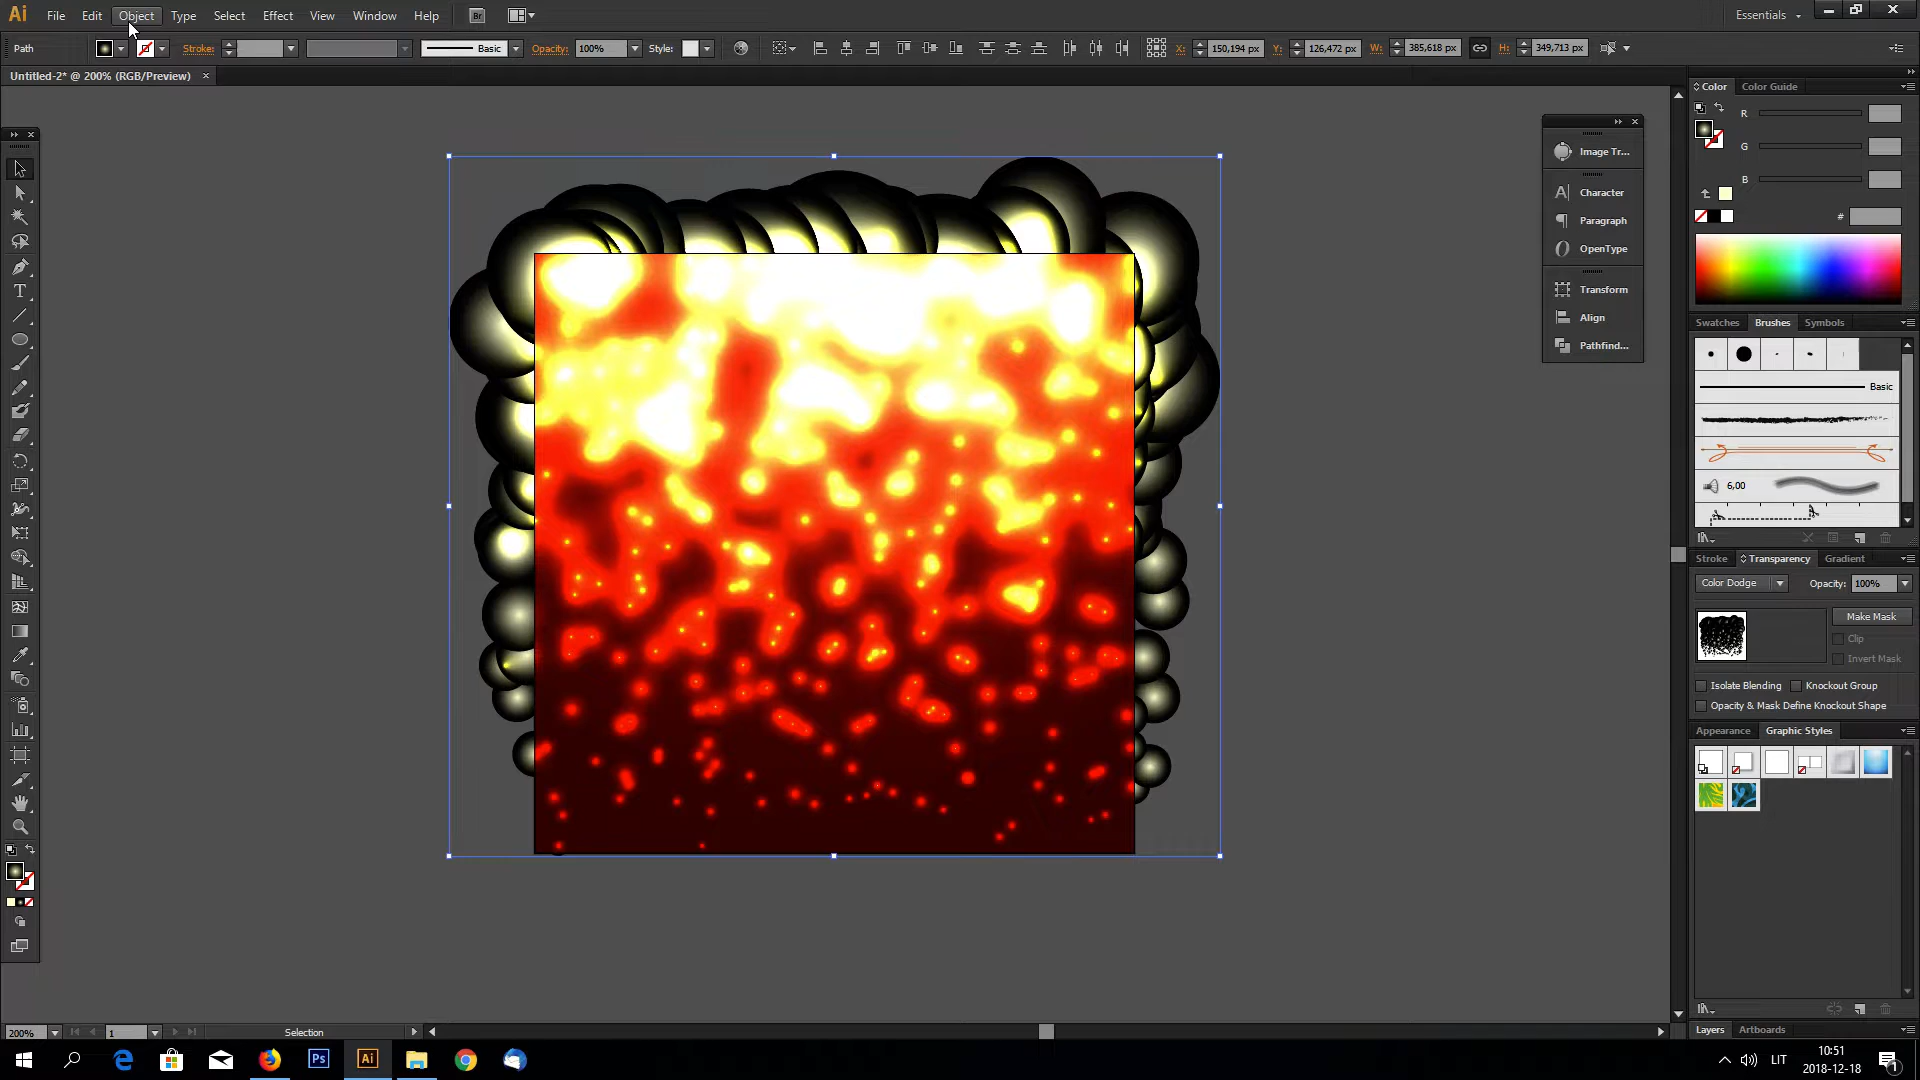 Ai File Edit Object Type Select Effect View Window Help Br Essentials
Path Stroke: Basic Opacity: 100% Style: X: 150,194 px Y: 126,472 px W: 385,618 px H: 349,713 px
Untitled-2* @ 200% (RGB/Preview)
Color Color Guide
R
G
B
#
Image Tr...
Character
Paragraph
OpenType
Transform
Align
Pathfind...
Swatches Brushes Symbols
Basic
6,00
Stroke Transparency Gradient
Color Dodge Opacity: 100%
Make Mask
Clip
Invert Mask
Isolate Blending Knockout Group
Opacity & Mask Define Knockout Shape
Appearance Graphic Styles
Layers Artboards
200% 1 Selection
Ps Ai LIT 10:51
2018-12-18 1